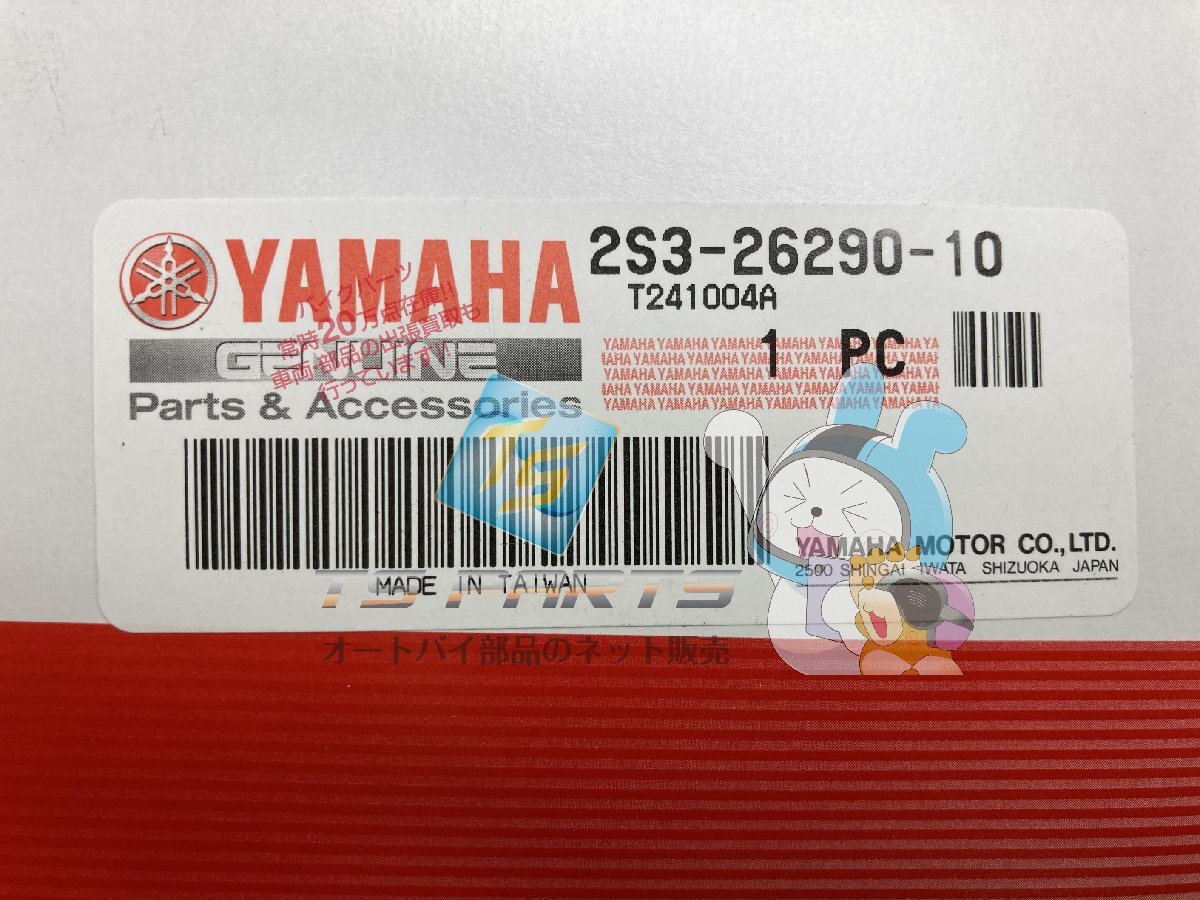 YAMAHA
2S3-26290-10
T241004A
1 PC
GENUINE
Parts & Accessories
YAMAHA YAMAHA YAMAHA YAMAHA YAMAHA YAMAHA
バイクパーツ
常時20万点在庫!!
車両・部品の出張買取も
行っています!!
TS
MADE IN TAIWAN
YAMAHA MOTOR CO.,LTD.
2500 SHINGAI IWATA SHIZUOKA JAPAN
TS PARTS
オートバイ部品のネット販売